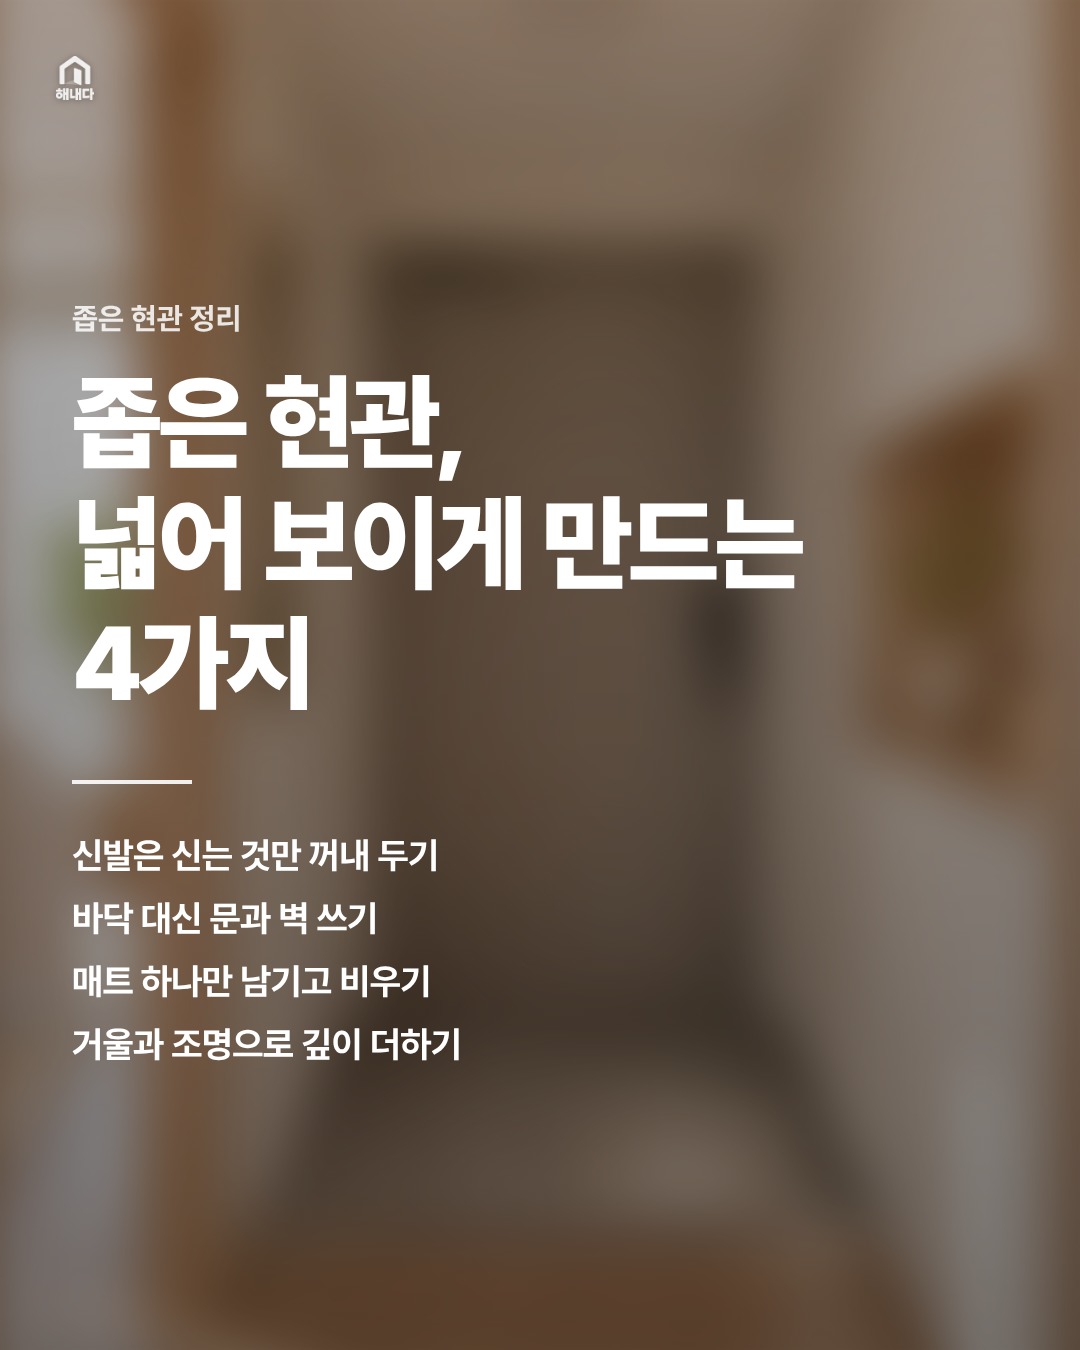 해내다
좁은 현관 정리
좁은 현관,
넓어 보이게 만드는
4가지
신발은 신는 것만 꺼내 두기
바닥 대신 문과 벽 쓰기
매트 하나만 남기고 비우기
거울과 조명으로 깊이 더하기